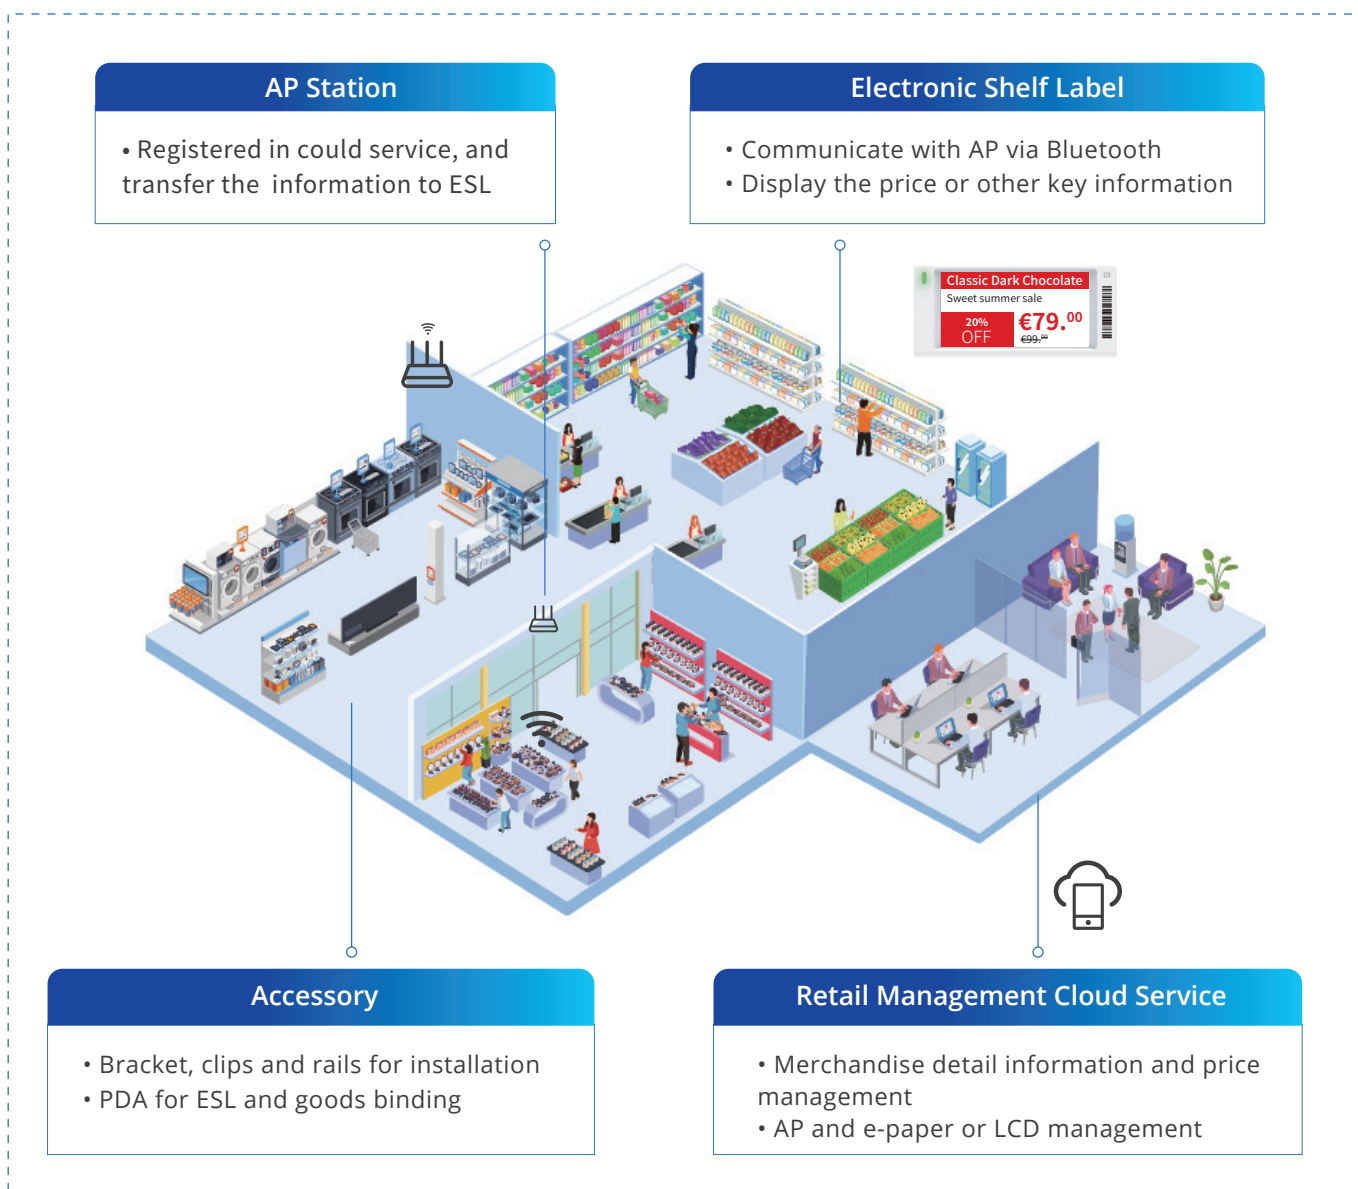 AP Station
• Registered in could service, and
transfer the information to ESL
Electronic Shelf Label
• Communicate with AP via Bluetooth
• Display the price or other key information
Classic Dark Chocolate
Sweet summer sale
20%
OFF
€79.00
€99.00
Accessory
• Bracket, clips and rails for installation
• PDA for ESL and goods binding
Retail Management Cloud Service
• Merchandise detail information and price
management
• AP and e-paper or LCD management